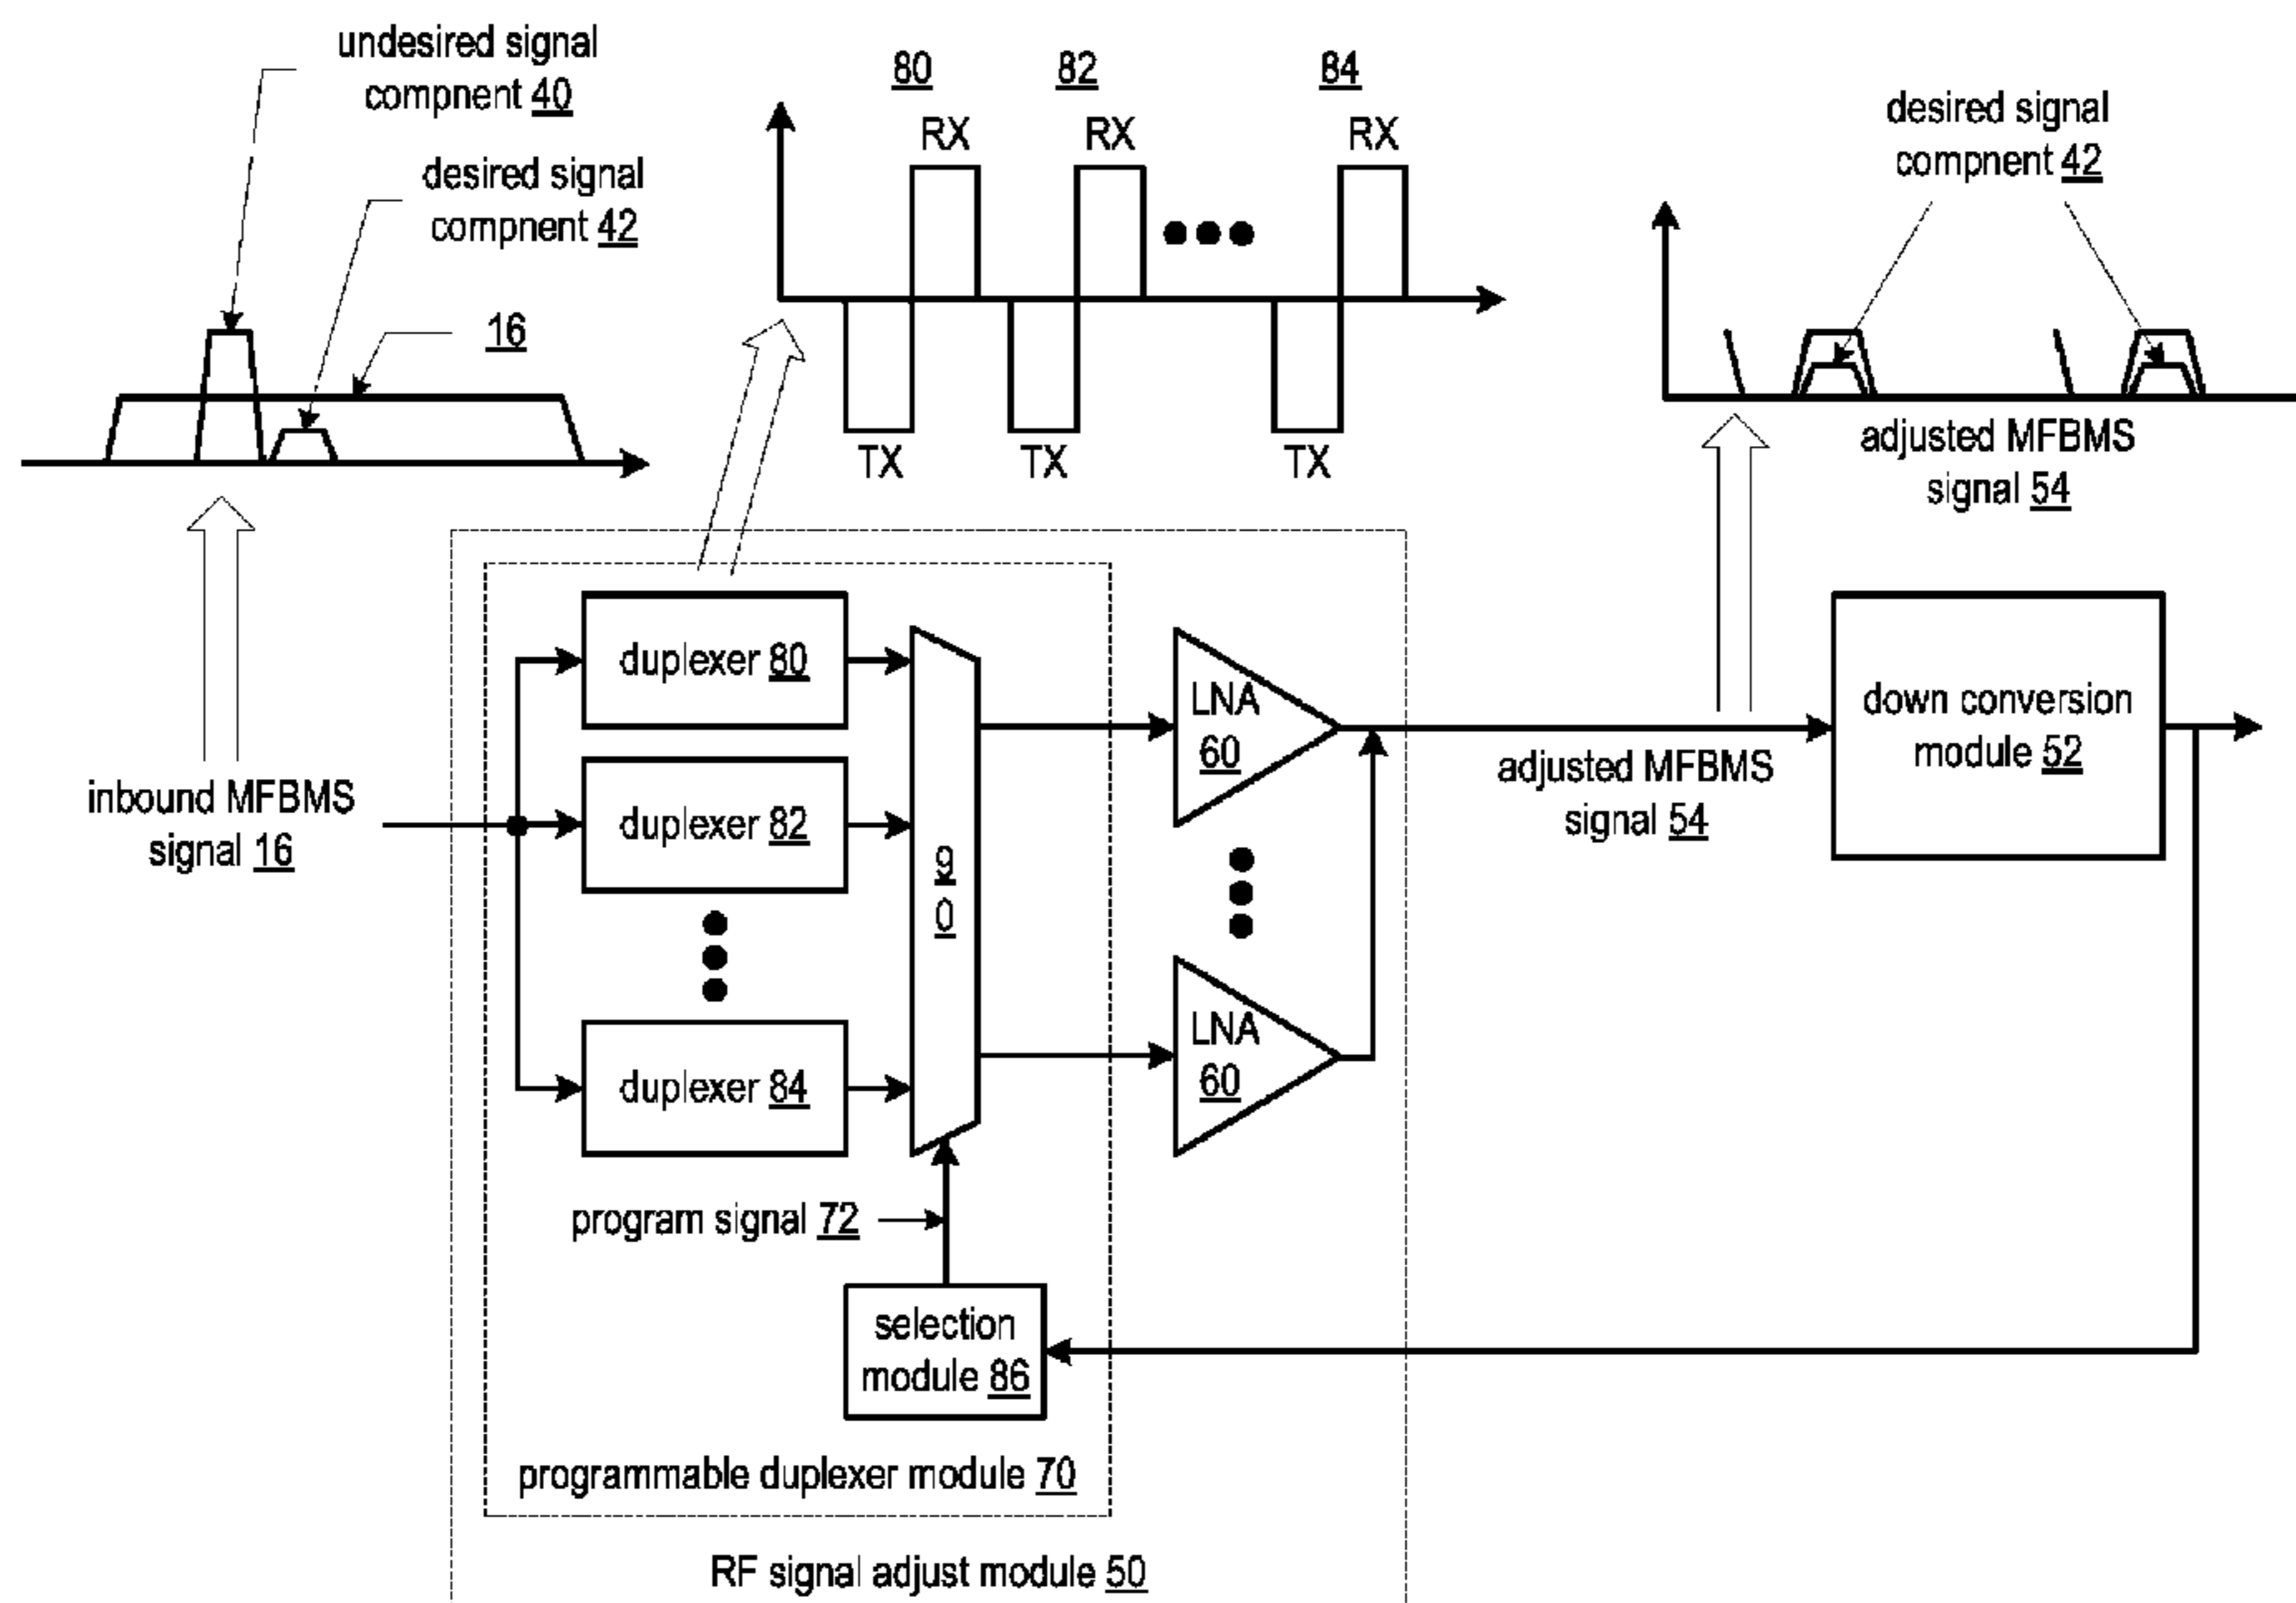 undesired signal
compnent 40
desired signal
compnent 42
16
80
82
84
RX
RX
RX
TX
TX
TX
desired signal
compnent 42
adjusted MFBMS
signal 54
inbound MFBMS
signal 16
duplexer 80
duplexer 82
duplexer 84
90
LNA
60
LNA
60
adjusted MFBMS
signal 54
down conversion
module 52
program signal 72
selection
module 86
programmable duplexer module 70
RF signal adjust module 50